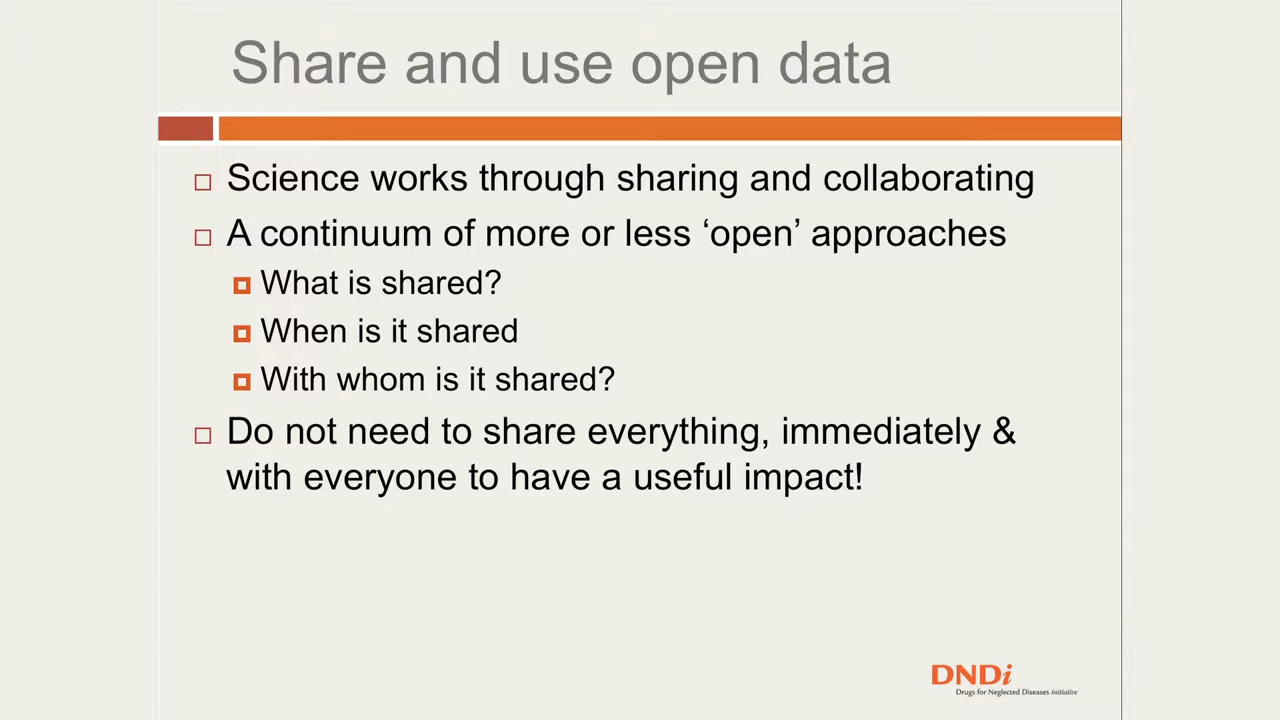 Share and use open data
Science works through sharing and collaborating
A continuum of more or less ‘open’ approaches
What is shared?
When is it shared
With whom is it shared?
Do not need to share everything, immediately &
with everyone to have a useful impact!
DNDi
Drugs for Neglected Diseases initiative